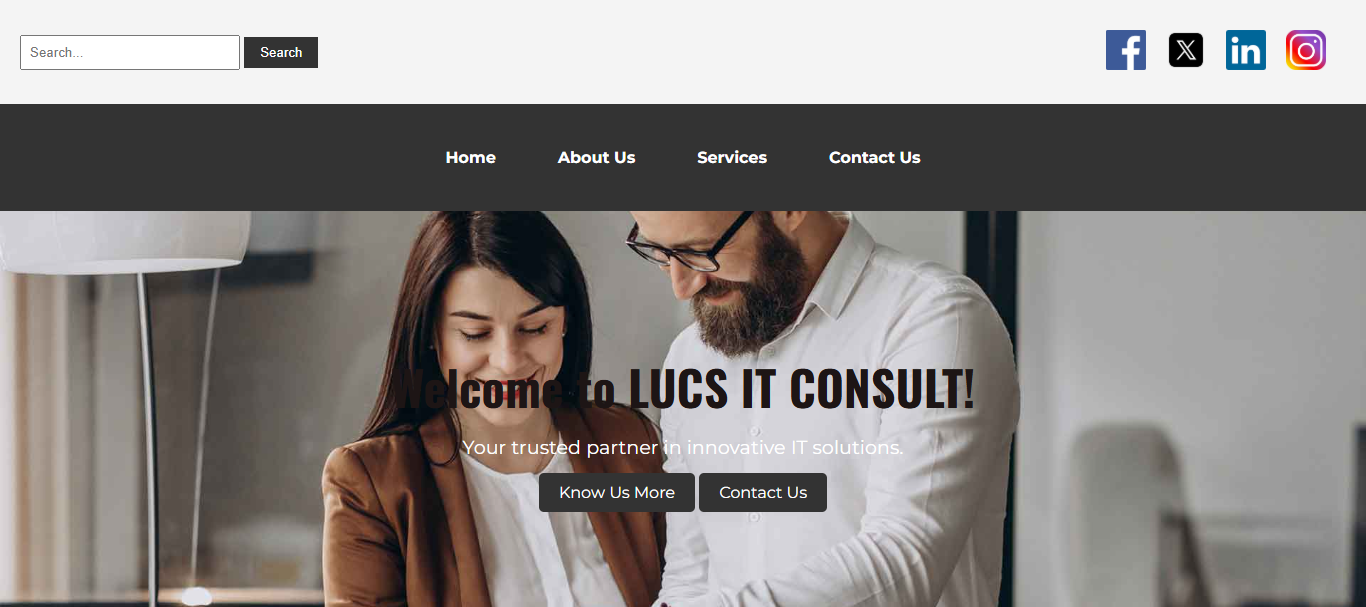 Search...
Search
f
X
in
Home
About Us
Services
Contact Us
Welcome to LUCS IT CONSULT!
Your trusted partner in innovative IT solutions.
Know Us More
Contact Us